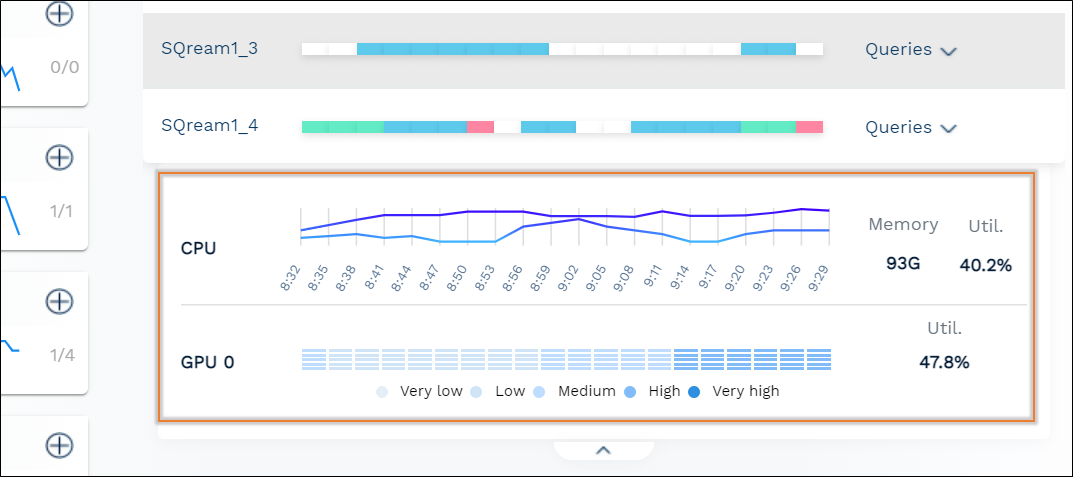 0/0
1/1
1/4
SQream1_3 Queries
SQream1_4 Queries
Memory Util.
CPU 93G 40.2%
8:32 8:35 8:38 8:41 8:44 8:47 8:50 8:53 8:56 8:59 9:02 9:05 9:08 9:11 9:14 9:17 9:20 9:23 9:26 9:29
Util.
GPU 0 47.8%
Very low Low Medium High Very high